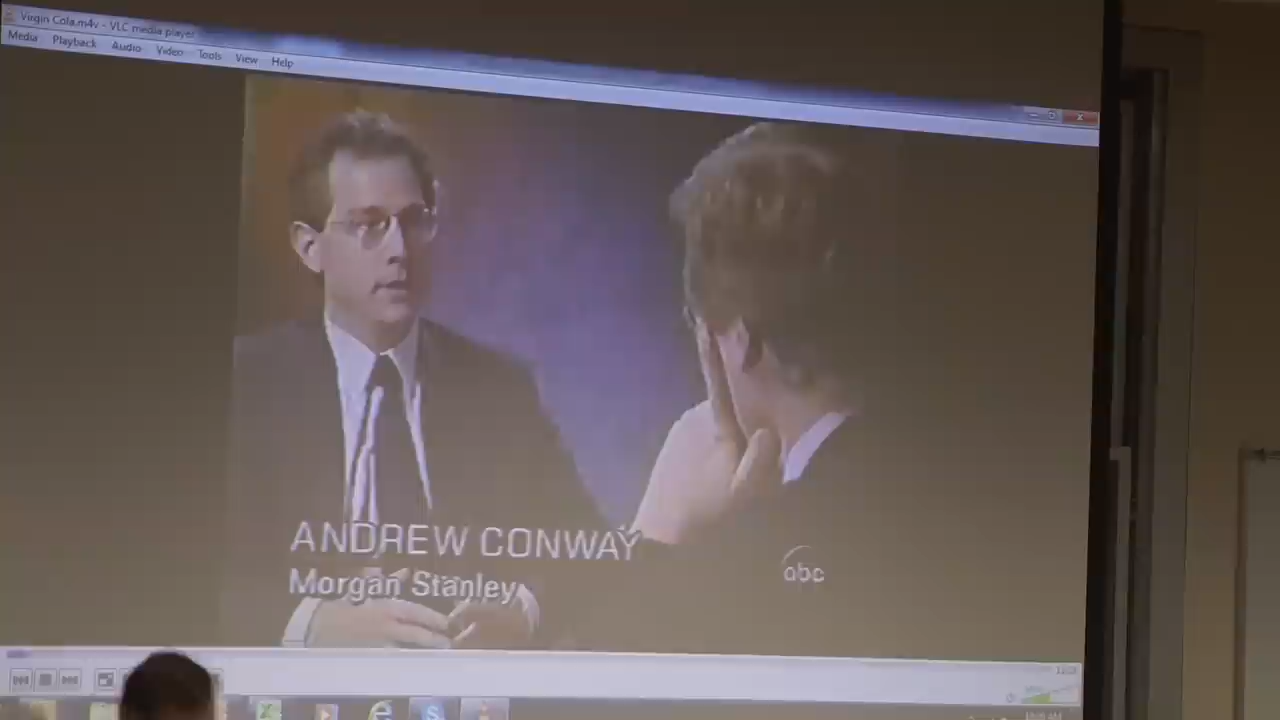 Virgin Cola.m4v - VLC media player
Media Playback Audio Video Tools View Help
ANDREW CONWAY
Morgan Stanley
abc